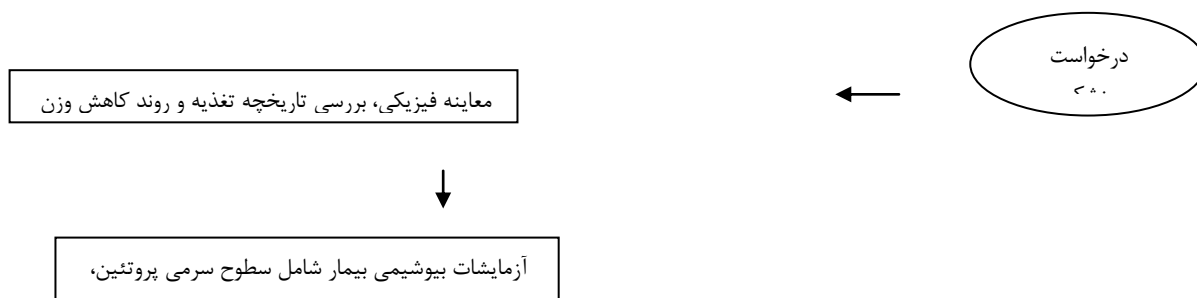 درخواست
معاینه فیزیکی، بررسی تاریخچه تغذیه و روند کاهش وزن
آزمایشات بیوشیمی بیمار شامل سطوح سرمی پروتئین،